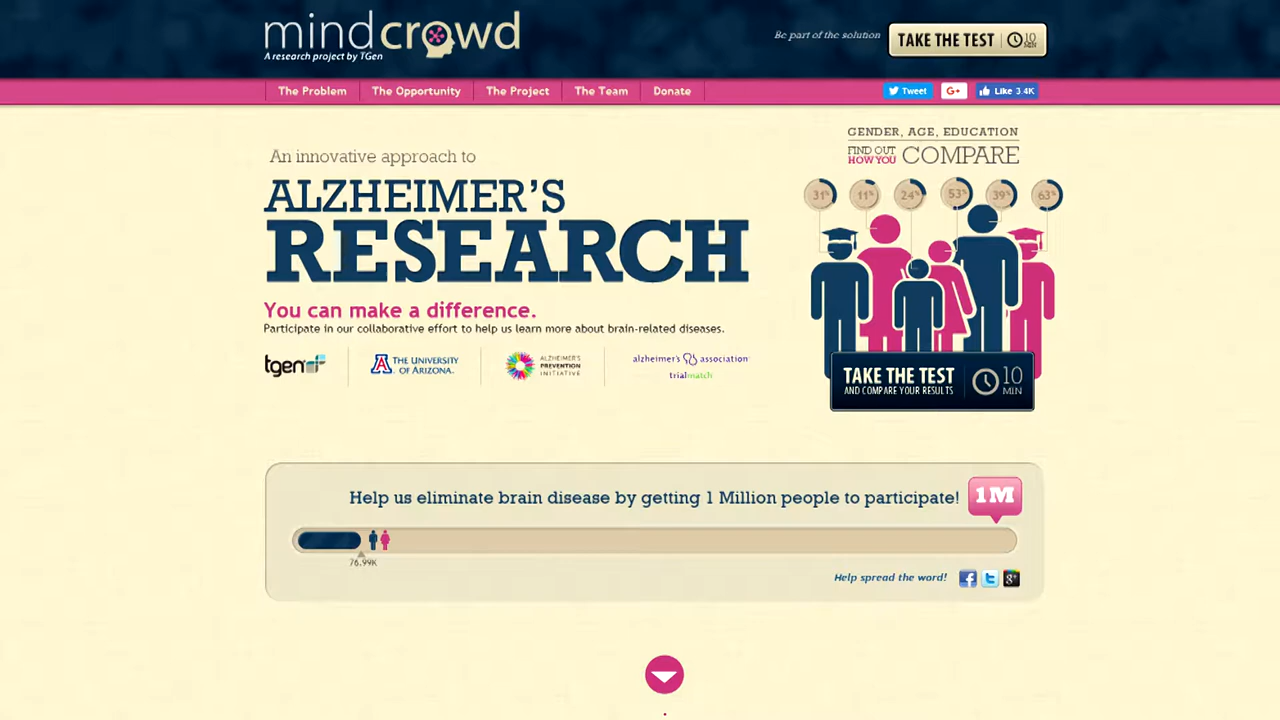 mindcrowd
A research project by TGen
Be part of the solution
TAKE THE TEST
10
MIN
The Problem
The Opportunity
The Project
The Team
Donate
Tweet
G+
Like 3.4K
An innovative approach to
ALZHEIMER'S
RESEARCH
You can make a difference.
Participate in our collaborative effort to help us learn more about brain-related diseases.
tgen
A THE UNIVERSITY
OF ARIZONA.
ALZHEIMER'S
PREVENTION
INITIATIVE
alzheimer's association
trialmatch
GENDER, AGE, EDUCATION
FIND OUT
HOW YOU
COMPARE
31%
11%
24%
53%
39%
63%
TAKE THE TEST
AND COMPARE YOUR RESULTS
10
MIN
Help us eliminate brain disease by getting 1 Million people to participate!
1M
76.99K
Help spread the word!